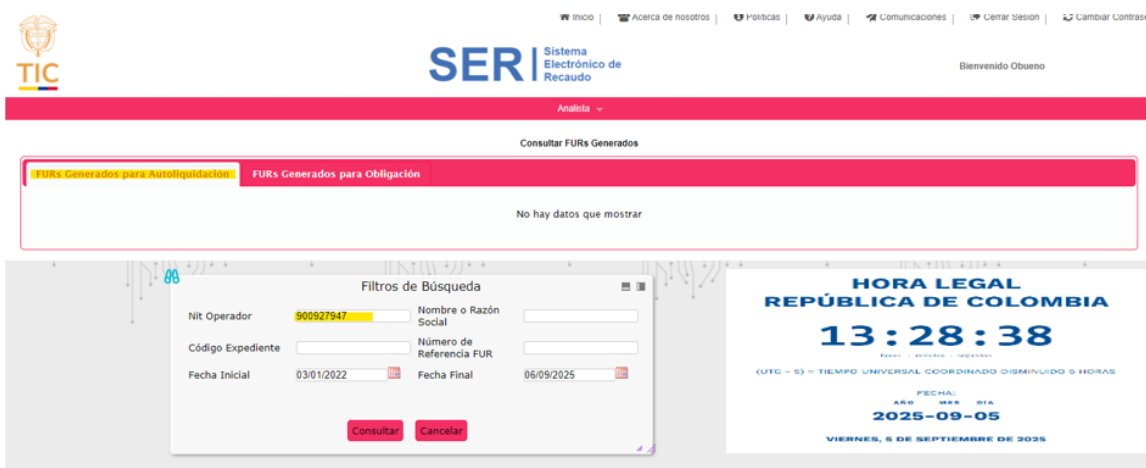 Inicio | Acerca de nosotros | Políticas | Ayuda | Comunicaciones | Cerrar Sesión | Cambiar Contrase
TIC
SER Sistema Electrónico de Recaudo
Bienvenido Obueno
Analista
Consultar FURs Generados
FURs Generados para Autoliquidación FURs Generados para Obligación
No hay datos que mostrar
Filtros de Búsqueda
Nit Operador 900927947 Nombre o Razón Social
Código Expediente Número de Referencia FUR
Fecha Inicial 03/01/2022 Fecha Final 06/09/2025
Consultar Cancelar
HORA LEGAL
REPÚBLICA DE COLOMBIA
13:28:38
(UTC - 5) = TIEMPO UNIVERSAL COORDINADO DISMINUIDO 5 HORAS
FECHA:
AÑO MES DÍA
2025-09-05
VIERNES, 5 DE SEPTIEMBRE DE 2025